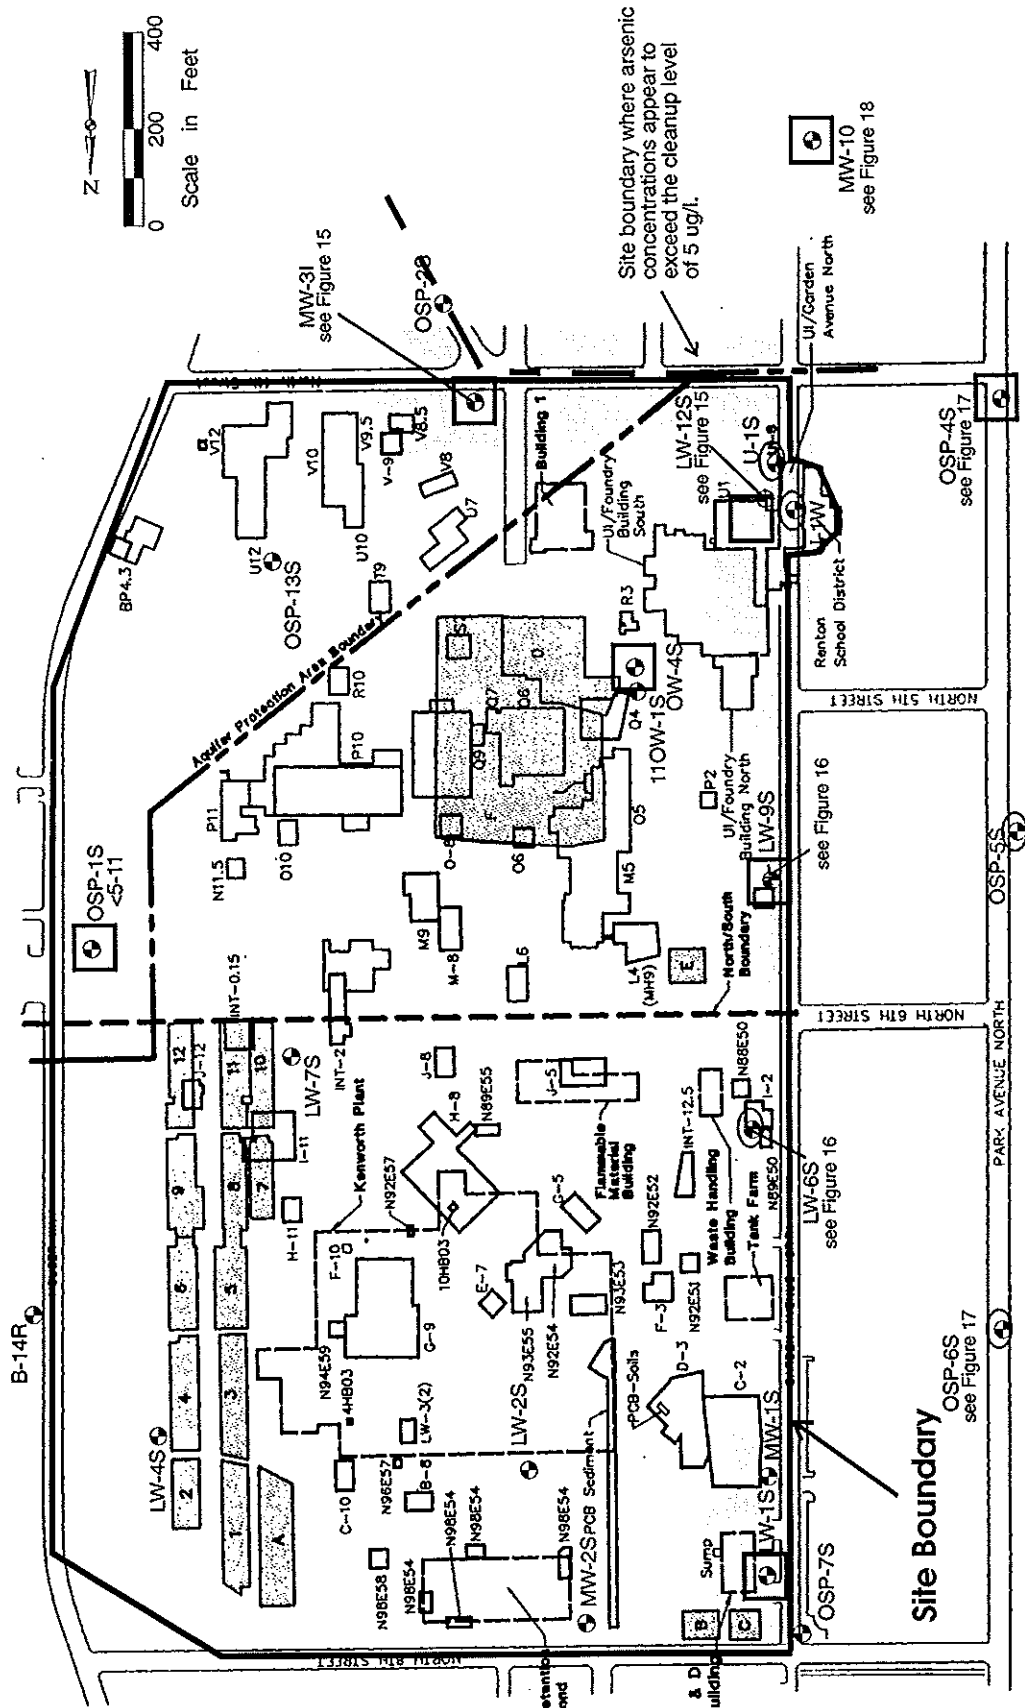 Z
0 200 400
Scale in Feet
B-14R
OSP-1S
<5-11
MW-3I
see Figure 15
OSP-2S
Site boundary where arsenic
concentrations appear to
exceed the cleanup level
of 5 ug/l.
MW-10
see Figure 18
BP4.3
V12
U12
OSP-13S
V10
U10
V9.5
V-9
V8.5
V8
U7
T9
Building 1
Aquifer Protection Area Boundary
R10
P10
P11
N11.5
O10
Q9
Q7
Q6
O-8
O6
O5
M5
Q4
R3
11OW-1S
OW-4S
UI/Foundry
Building
South
LW-12S
see Figure 15
U1
U-1S
UI/Garden
Avenue North
Renton
School District
OSP-4S
see Figure 17
NORTH 5TH STREET
P2
UI/Foundry
Building North
LW-9S
see Figure 16
OSP-5S
M9
M-8
L6
L4
(MH9)
E
North/South
Boundary
NORTH 6TH STREET
PARK AVENUE NORTH
INT-0.15
12
J-12
11
10
LW-7S
INT-2
9
8
7
I-11
H-11
Kenworth Plant
N92E57
J-8
H-8
N89E55
10HB03
J-5
Flammable
Material
Building
G-5
INT-12.5
N88E50
I-2
N89E50
Waste Handling
Building
Tank Farm
LW-6S
see Figure 16
N92E52
F-3
N92E51
F-10
E-7
G-9
N93E55
N92E54
N93E53
5
4
3
2
1
A
LW-4S
N94E59
4HB03
LW-3(2)
LW-2S
PCB-Soils
D-3
C-2
C-10
N96E57
B-8
N98E54
N98E54
N98E54
N98E54
N98E58
MW-2S
PCB Sediment
Sump
MW-1S
LW-1S
B
C
& D
OSP-7S
OSP-6S
see Figure 17
Site Boundary
NORTH 8TH STREET